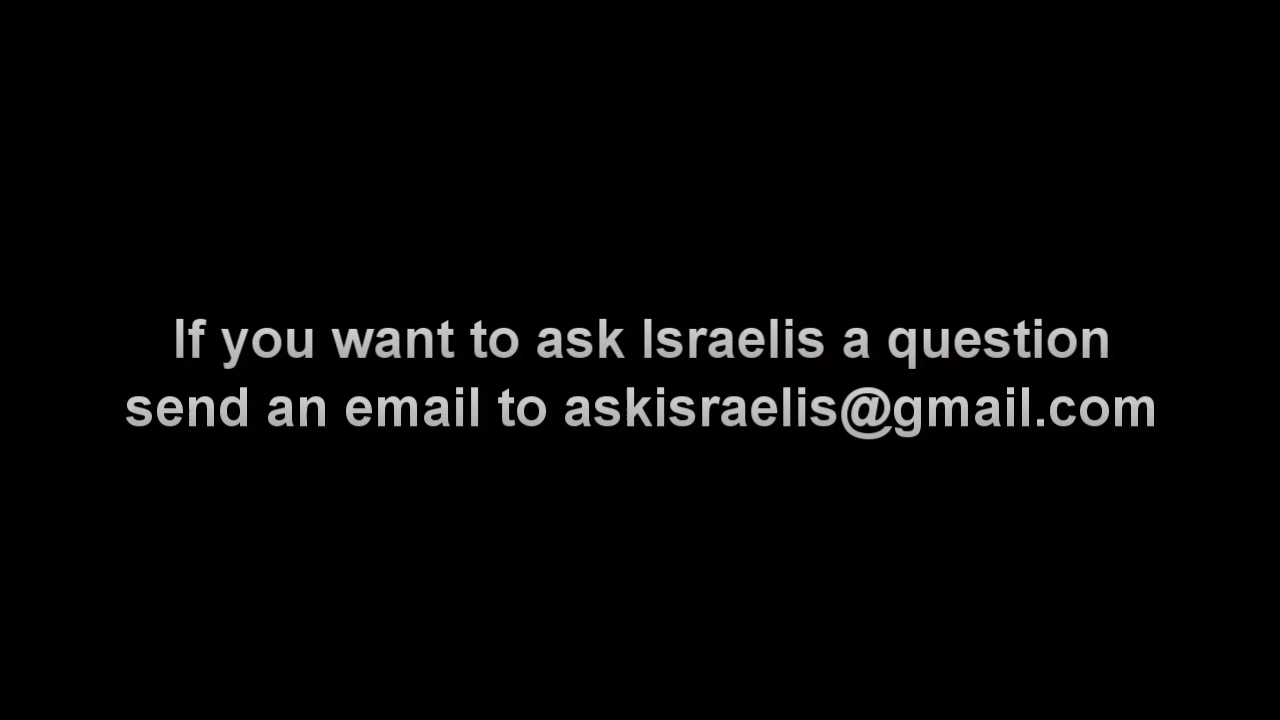 If you want to ask Israelis a question
send an email to askisraelis@gmail.com